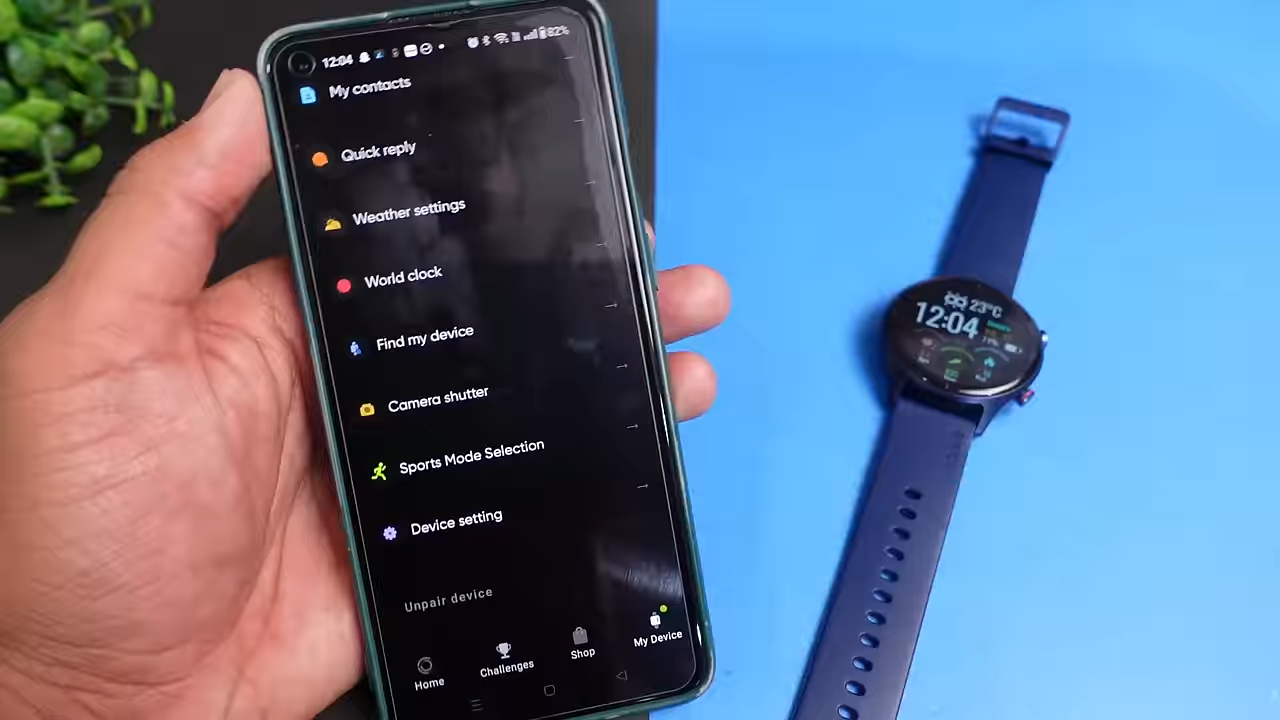 12:04
82%
My contacts
Quick reply
Weather settings
World clock
Find my device
Camera shutter
Sports Mode Selection
Device setting
Unpair device
Home
Challenges
Shop
My Device
23°C
12:04